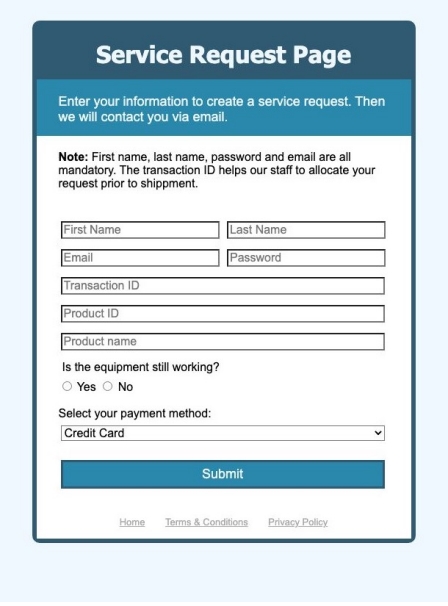 Service Request Page
Enter your information to create a service request. Then
we will contact you via email.
Note: First name, last name, password and email are all
mandatory. The transaction ID helps our staff to allocate your
request prior to shippment.
First Name Last Name
Email Password
Transaction ID
Product ID
Product name
Is the equipment still working?
Yes No
Select your payment method:
Credit Card
Submit
Home Terms & Conditions Privacy Policy